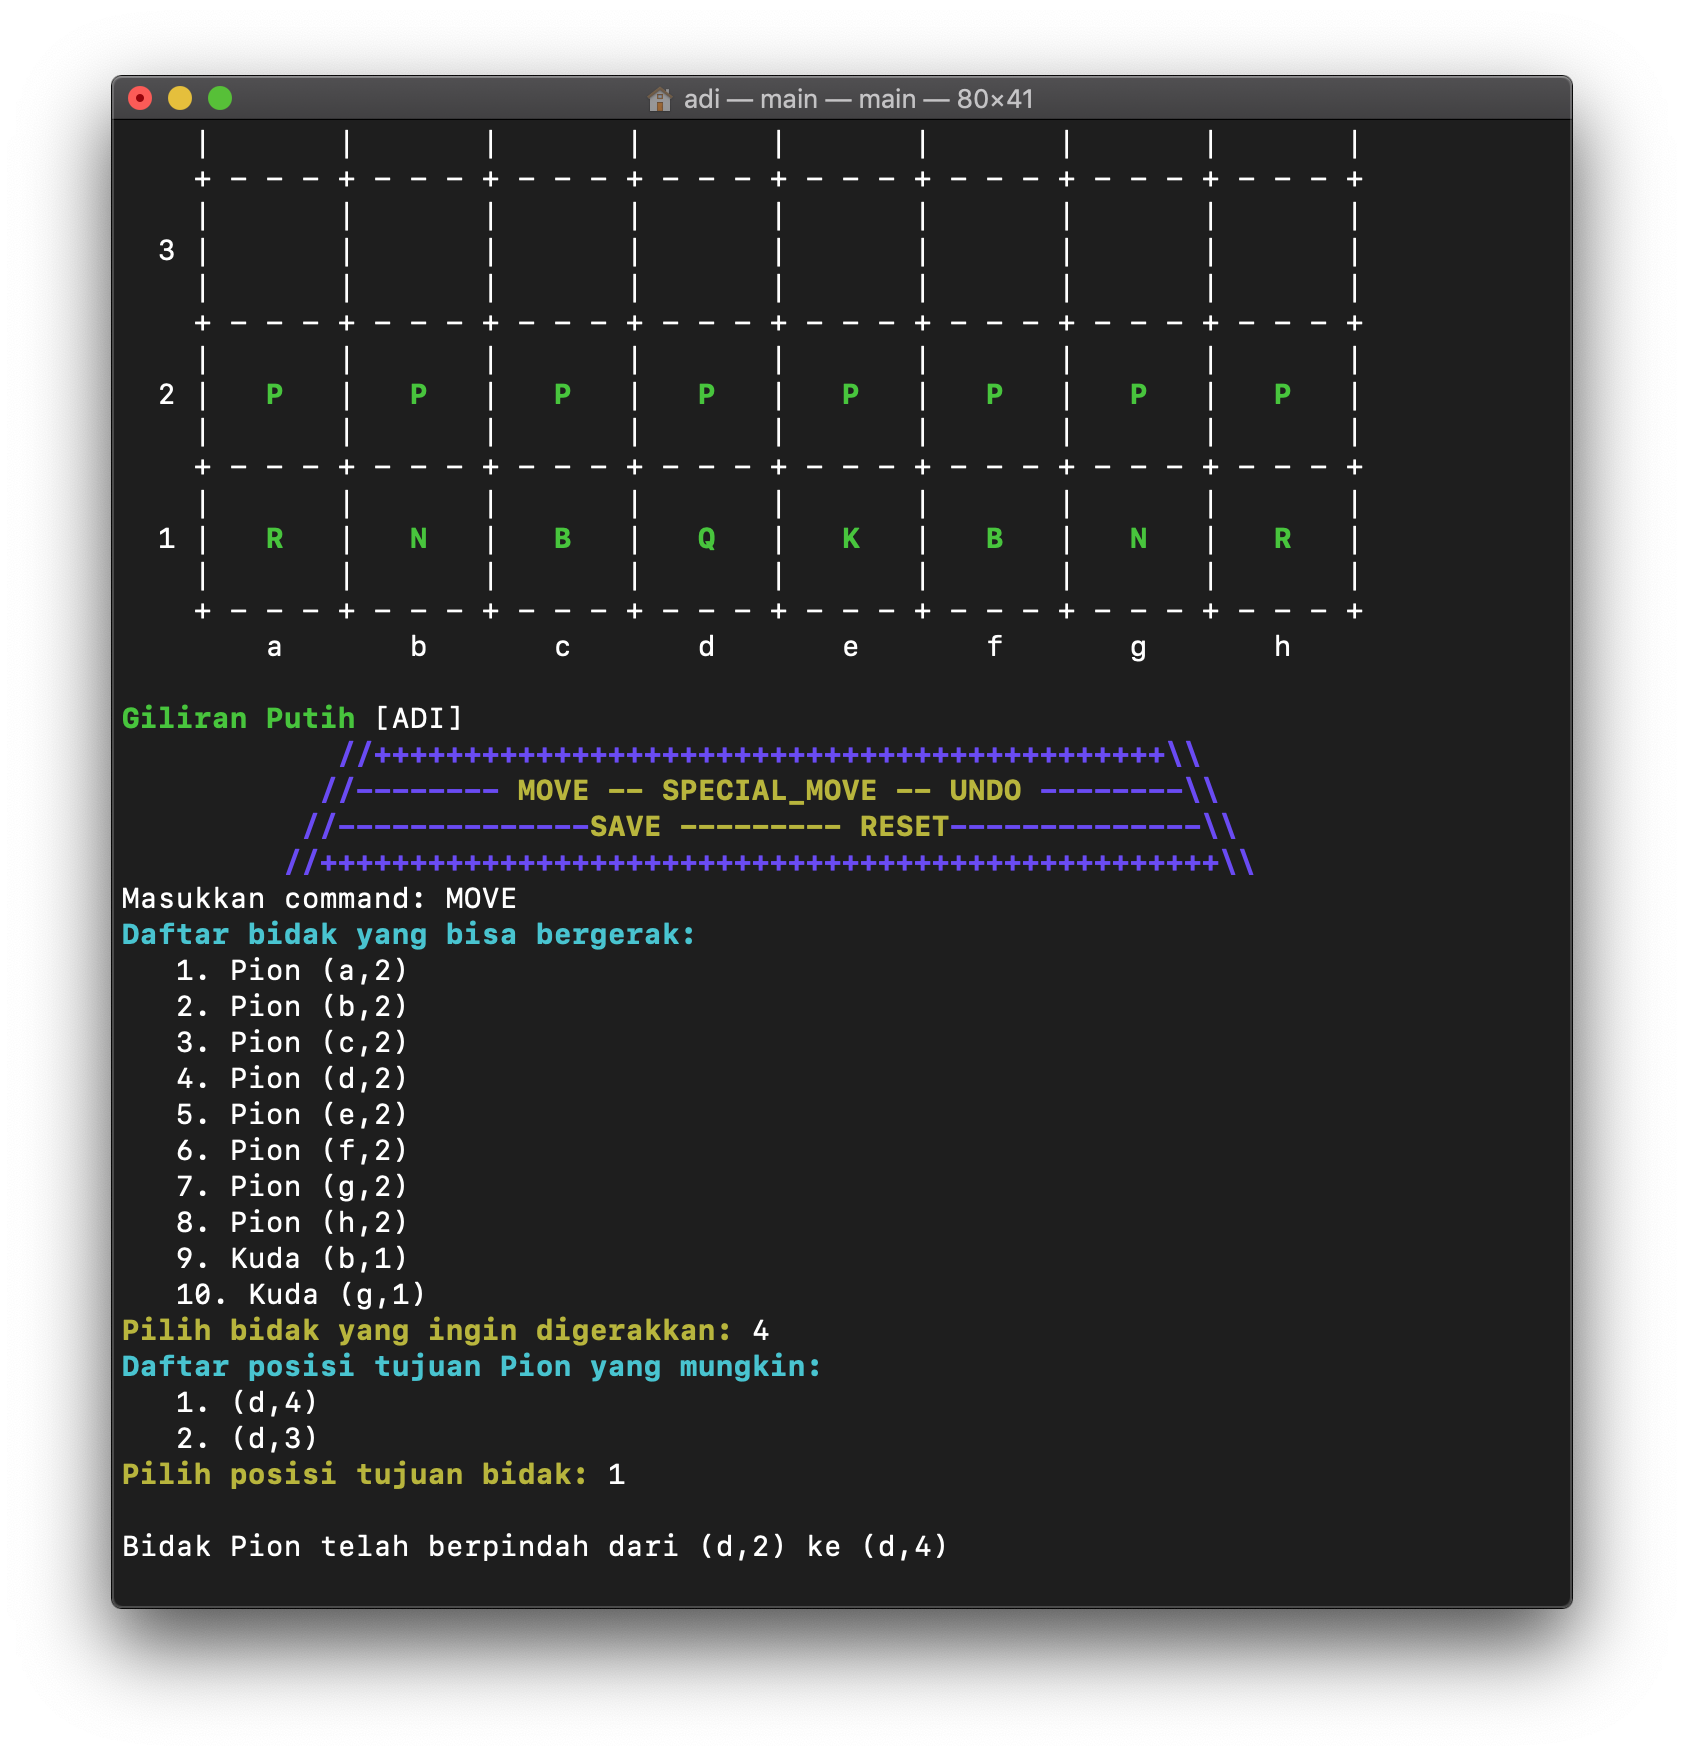 adi — main — main — 80×41
|       |       |       |       |       |       |       |       |
+ - - - + - - - + - - - + - - - + - - - + - - - + - - - + - - - +
|       |       |       |       |       |       |       |       |
3 |       |       |       |       |       |       |       |       |
|       |       |       |       |       |       |       |       |
+ - - - + - - - + - - - + - - - + - - - + - - - + - - - + - - - +
|       |       |       |       |       |       |       |       |
2 |   P   |   P   |   P   |   P   |   P   |   P   |   P   |   P   |
|       |       |       |       |       |       |       |       |
+ - - - + - - - + - - - + - - - + - - - + - - - + - - - + - - - +
|       |       |       |       |       |       |       |       |
1 |   R   |   N   |   B   |   Q   |   K   |   B   |   N   |   R   |
|       |       |       |       |       |       |       |       |
+ - - - + - - - + - - - + - - - + - - - + - - - + - - - + - - - +
a       b       c       d       e       f       g       h
Giliran Putih [ADI]
//++++++++++++++++++++++++++++++++++++++++++++\\
//-------- MOVE -- SPECIAL_MOVE -- UNDO --------\\
//--------------SAVE --------- RESET--------------\\
//++++++++++++++++++++++++++++++++++++++++++++++++++\\
Masukkan command: MOVE
Daftar bidak yang bisa bergerak:
1. Pion (a,2)
2. Pion (b,2)
3. Pion (c,2)
4. Pion (d,2)
5. Pion (e,2)
6. Pion (f,2)
7. Pion (g,2)
8. Pion (h,2)
9. Kuda (b,1)
10. Kuda (g,1)
Pilih bidak yang ingin digerakkan: 4
Daftar posisi tujuan Pion yang mungkin:
1. (d,4)
2. (d,3)
Pilih posisi tujuan bidak: 1
Bidak Pion telah berpindah dari (d,2) ke (d,4)